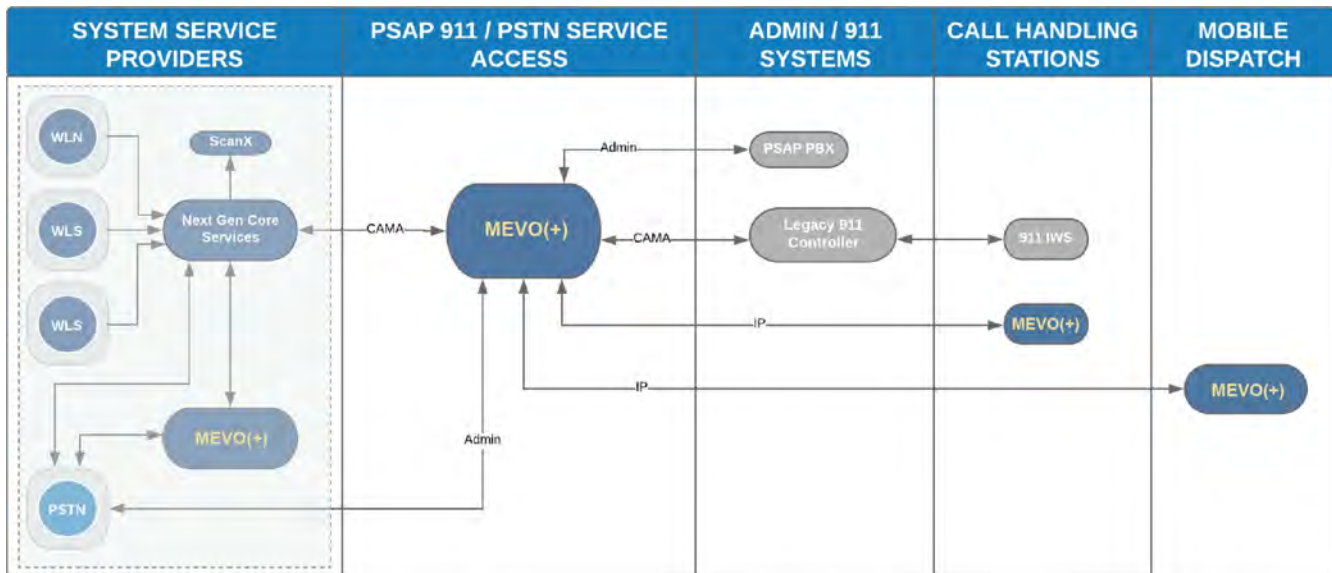 SYSTEM SERVICE
PROVIDERS
PSAP 911 / PSTN SERVICE
ACCESS
ADMIN / 911
SYSTEMS
CALL HANDLING
STATIONS
MOBILE
DISPATCH
WLN
ScanX
WLS
Next Gen Core
Services
WLS
MEVO(+)
PSTN
CAMA
MEVO(+)
Admin
CAMA
IP
IP
Admin
PSAP PBX
Legacy 911
Controller
911 IWS
MEVO(+)
MEVO(+)